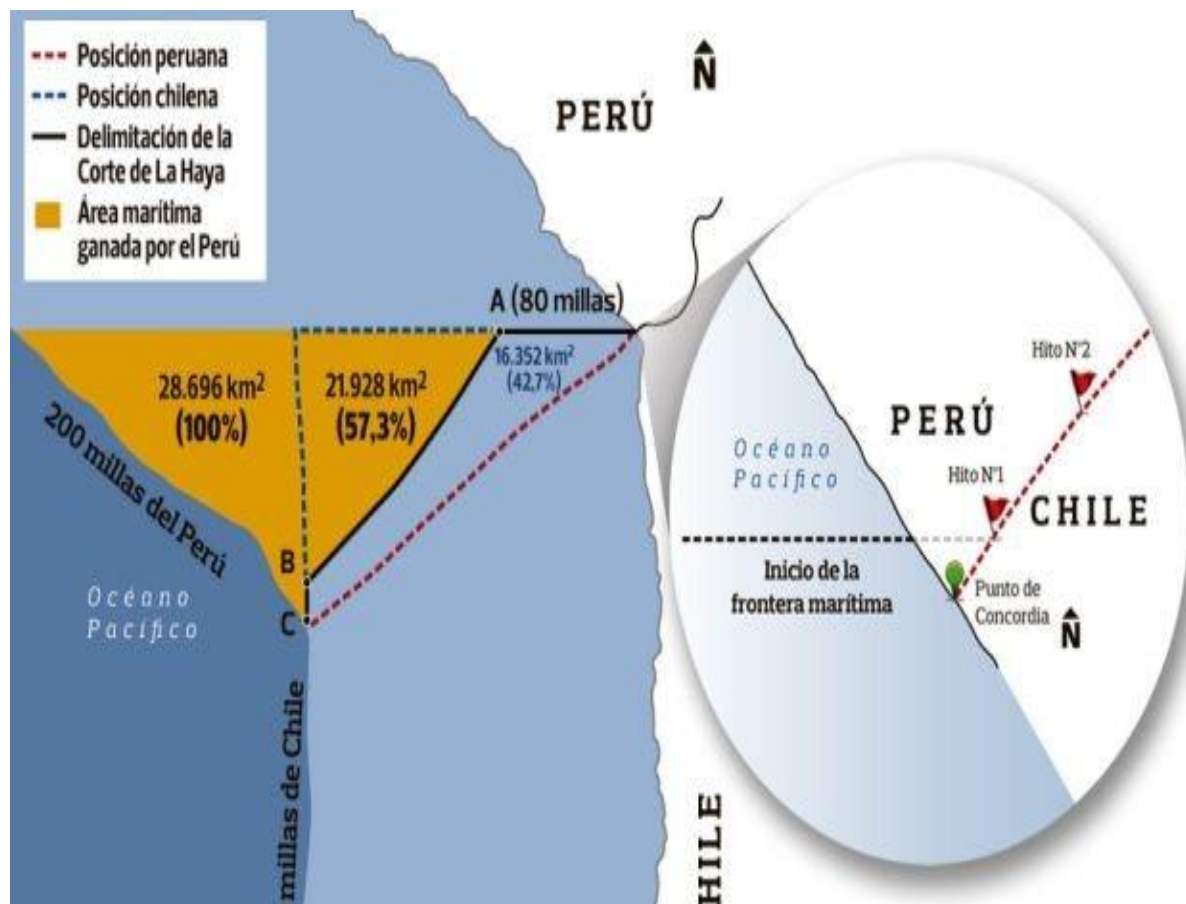 Posición peruana
Posición chilena
Delimitación de la
Corte de La Haya
Área marítima
ganada por el Perú
N
PERÚ
A (80 millas)
16.352 km²
(42,7%)
28.696 km²
(100%)
21.928 km²
(57,3%)
200 millas del Perú
B
C
Océano
Pacífico
millas de Chile
HILE
Hito N°2
PERÚ
Océano
Pacífico
Hito N°1
CHILE
Inicio de la
frontera marítima
Punto de
Concordia
N